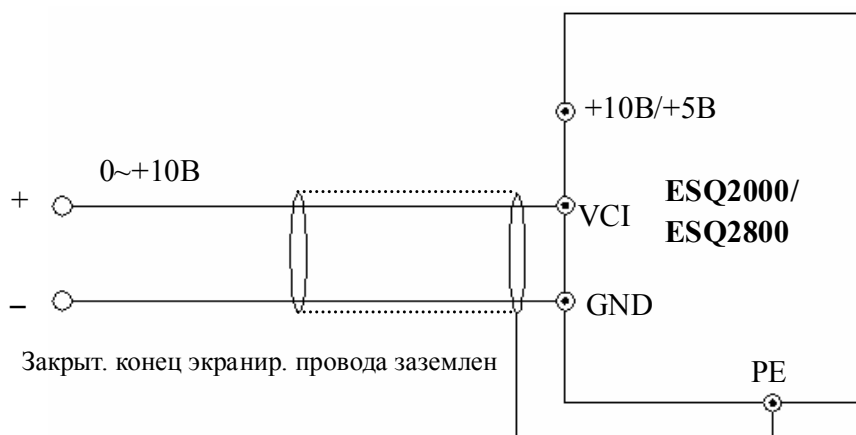 +10В/+5В
0~+10В
+
VCI
ESQ2000/
ESQ2800
–
GND
Закрыт. конец экранир. провода заземлен
PE